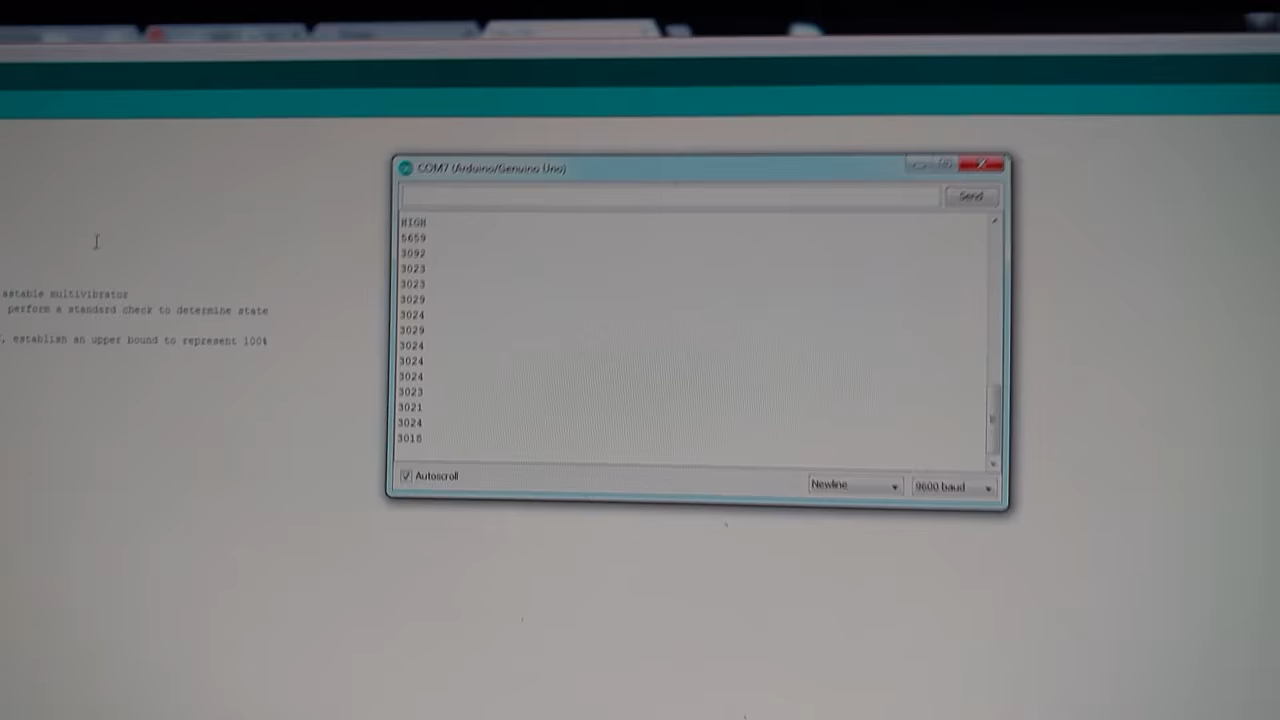 COM7 (Arduino/Genuino Uno)
Send
HIGH
5659
3092
3023
3023
3029
3024
3029
3024
3024
3024
3023
3021
3024
3018
Autoscroll
Newline
9600 baud
astable multivibrator
perform a standard check to determine state
, establish an upper bound to represent 100%